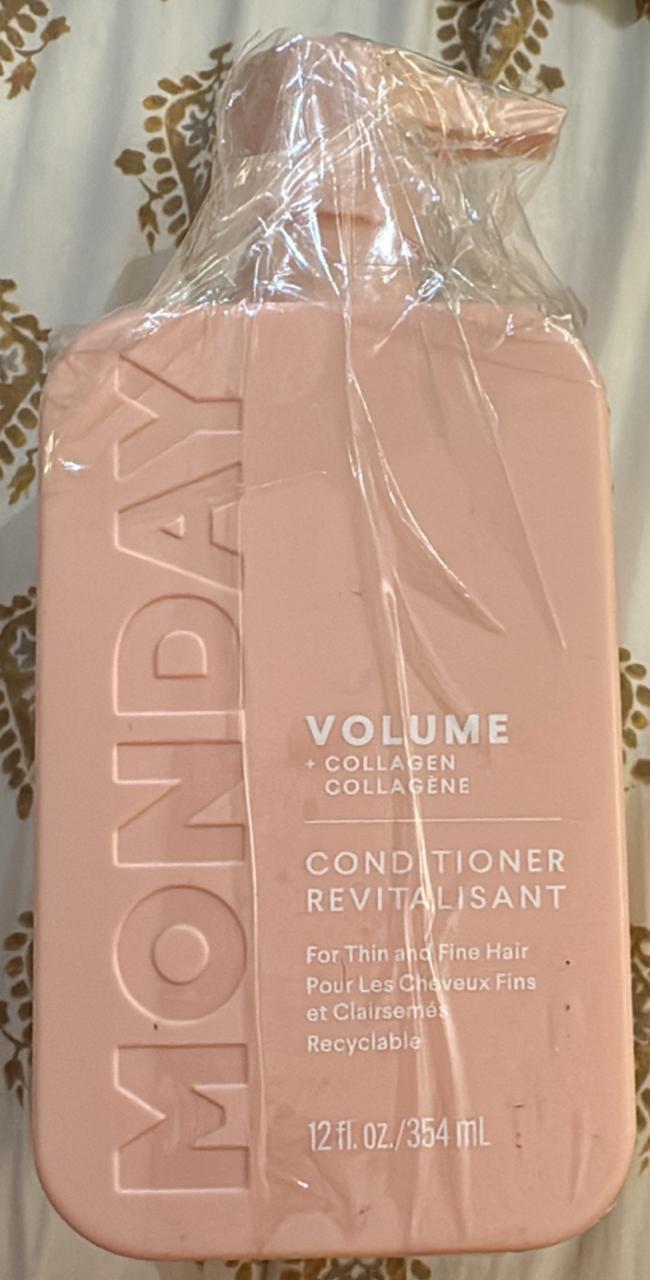 MONDAY
VOLUME
+ COLLAGEN
COLLAGÈNE
CONDITIONER
REVITALISANT
For Thin and Fine Hair
Pour Les Cheveux Fins
et Clairsemés
Recyclable
12 fl. oz./354 mL